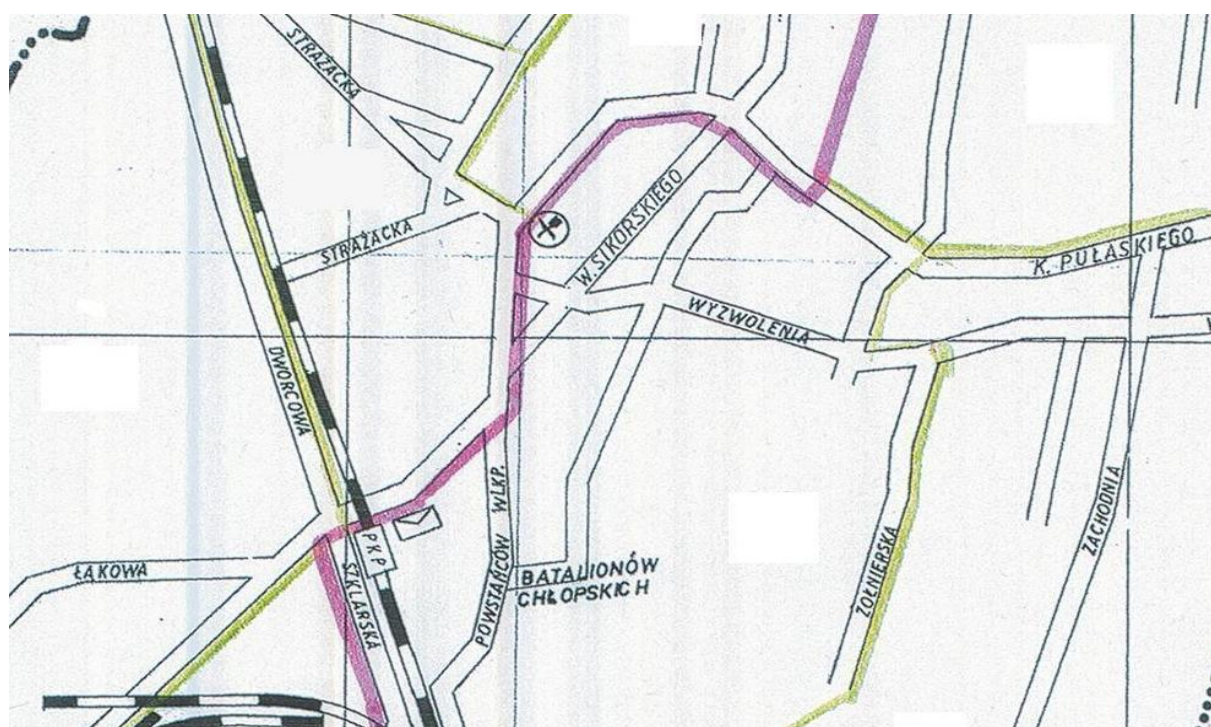 STRAŻACKA
W. SIKORSKIEGO
STRAŻACKA
K. PUŁASKIEGO
WYZWOLENIA
DWORCOWA
POWSTAŃCÓW WLKP.
ZACHODNIA
PKP
ŁĄKOWA
SZKLARSKA
BATALIONÓW
CHŁOPSKICH
ŻOŁNIERSKA